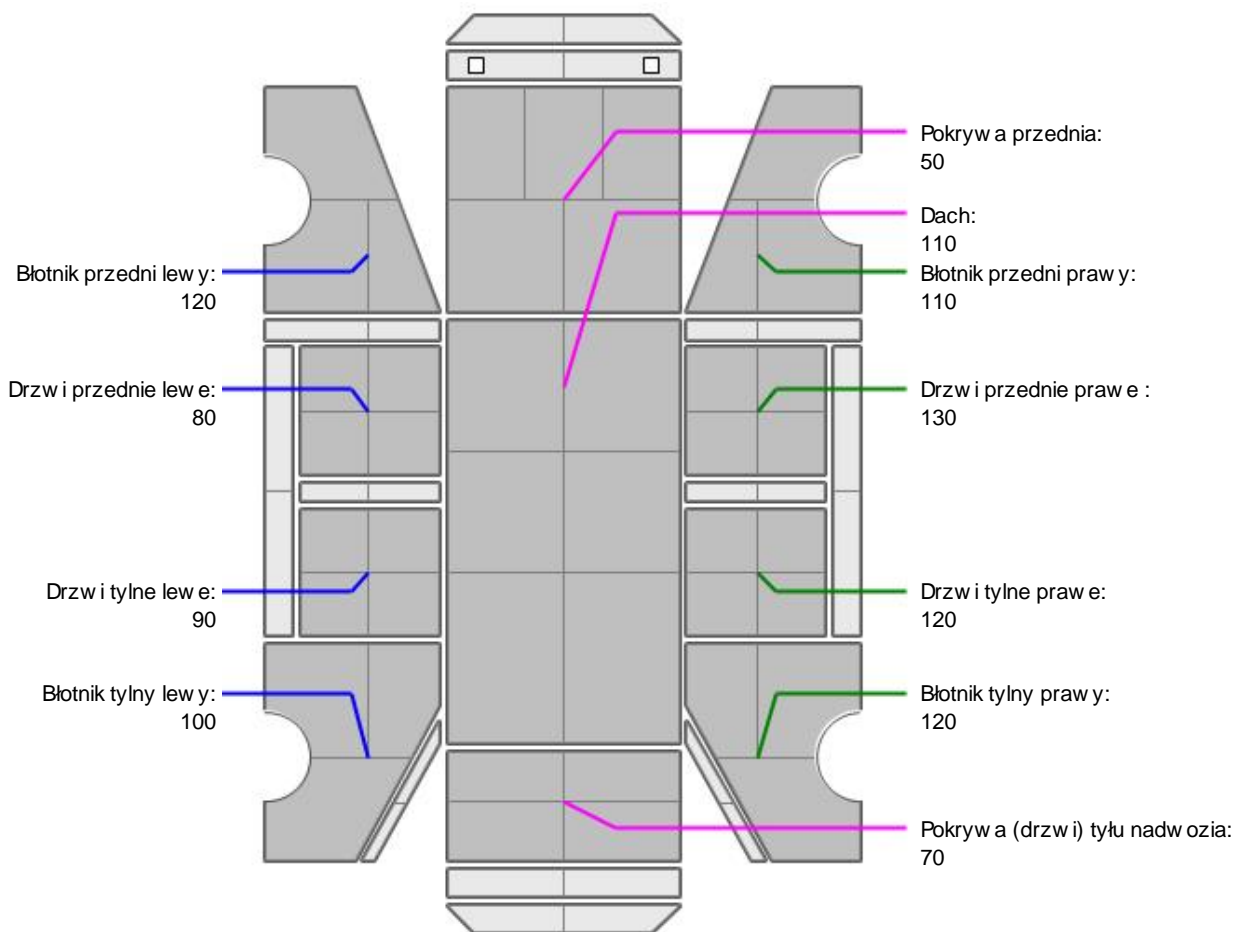 Pokrywa przednia:
50
Dach:
110
Błotnik przedni lewy:
120
Błotnik przedni prawy:
110
Drzwi przednie lewe:
80
Drzwi przednie prawe :
130
Drzwi tylne lewe:
90
Drzwi tylne prawe:
120
Błotnik tylny lewy:
100
Błotnik tylny prawy:
120
Pokrywa (drzwi) tyłu nadwozia:
70